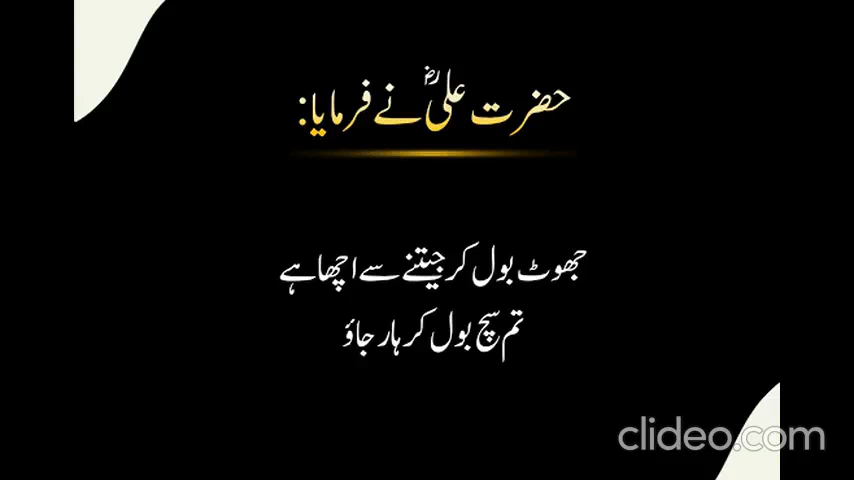 حضرت علیؓ نے فرمایا:
جھوٹ بول کر جیتنے سے اچھا ہے
تم سچ بول کر ہار جاؤ
clideo.com